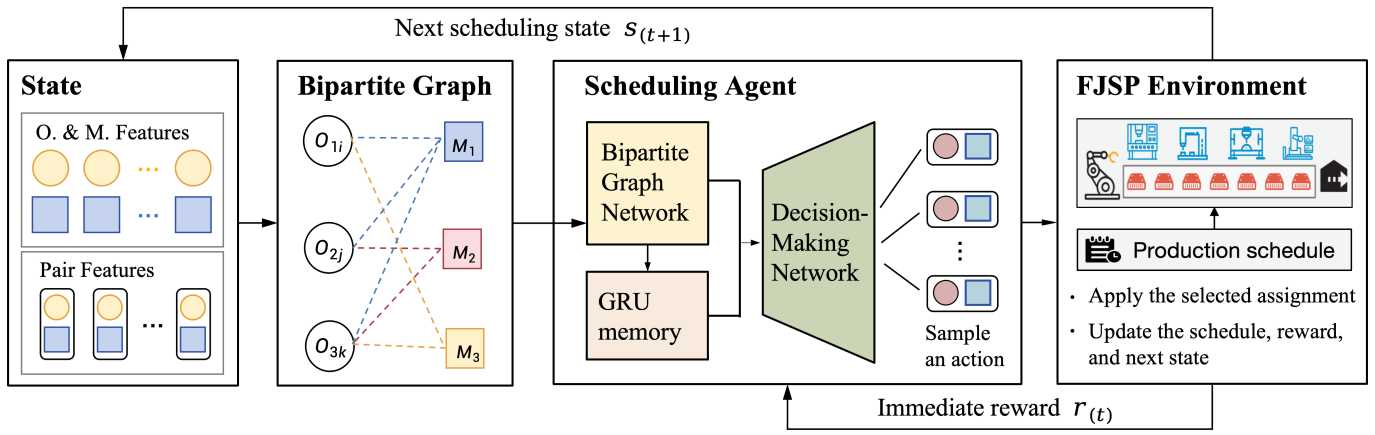 Next scheduling state s(t+1)
State
O. & M. Features
...
...
Pair Features
...
Bipartite Graph
O1i
O2j
O3k
M1
M2
M3
Scheduling Agent
Bipartite
Graph
Network
GRU
memory
Decision-
Making
Network
...
Sample
an action
FJSP Environment
Production schedule
· Apply the selected assignment
· Update the schedule, reward,
and next state
Immediate reward r(t)